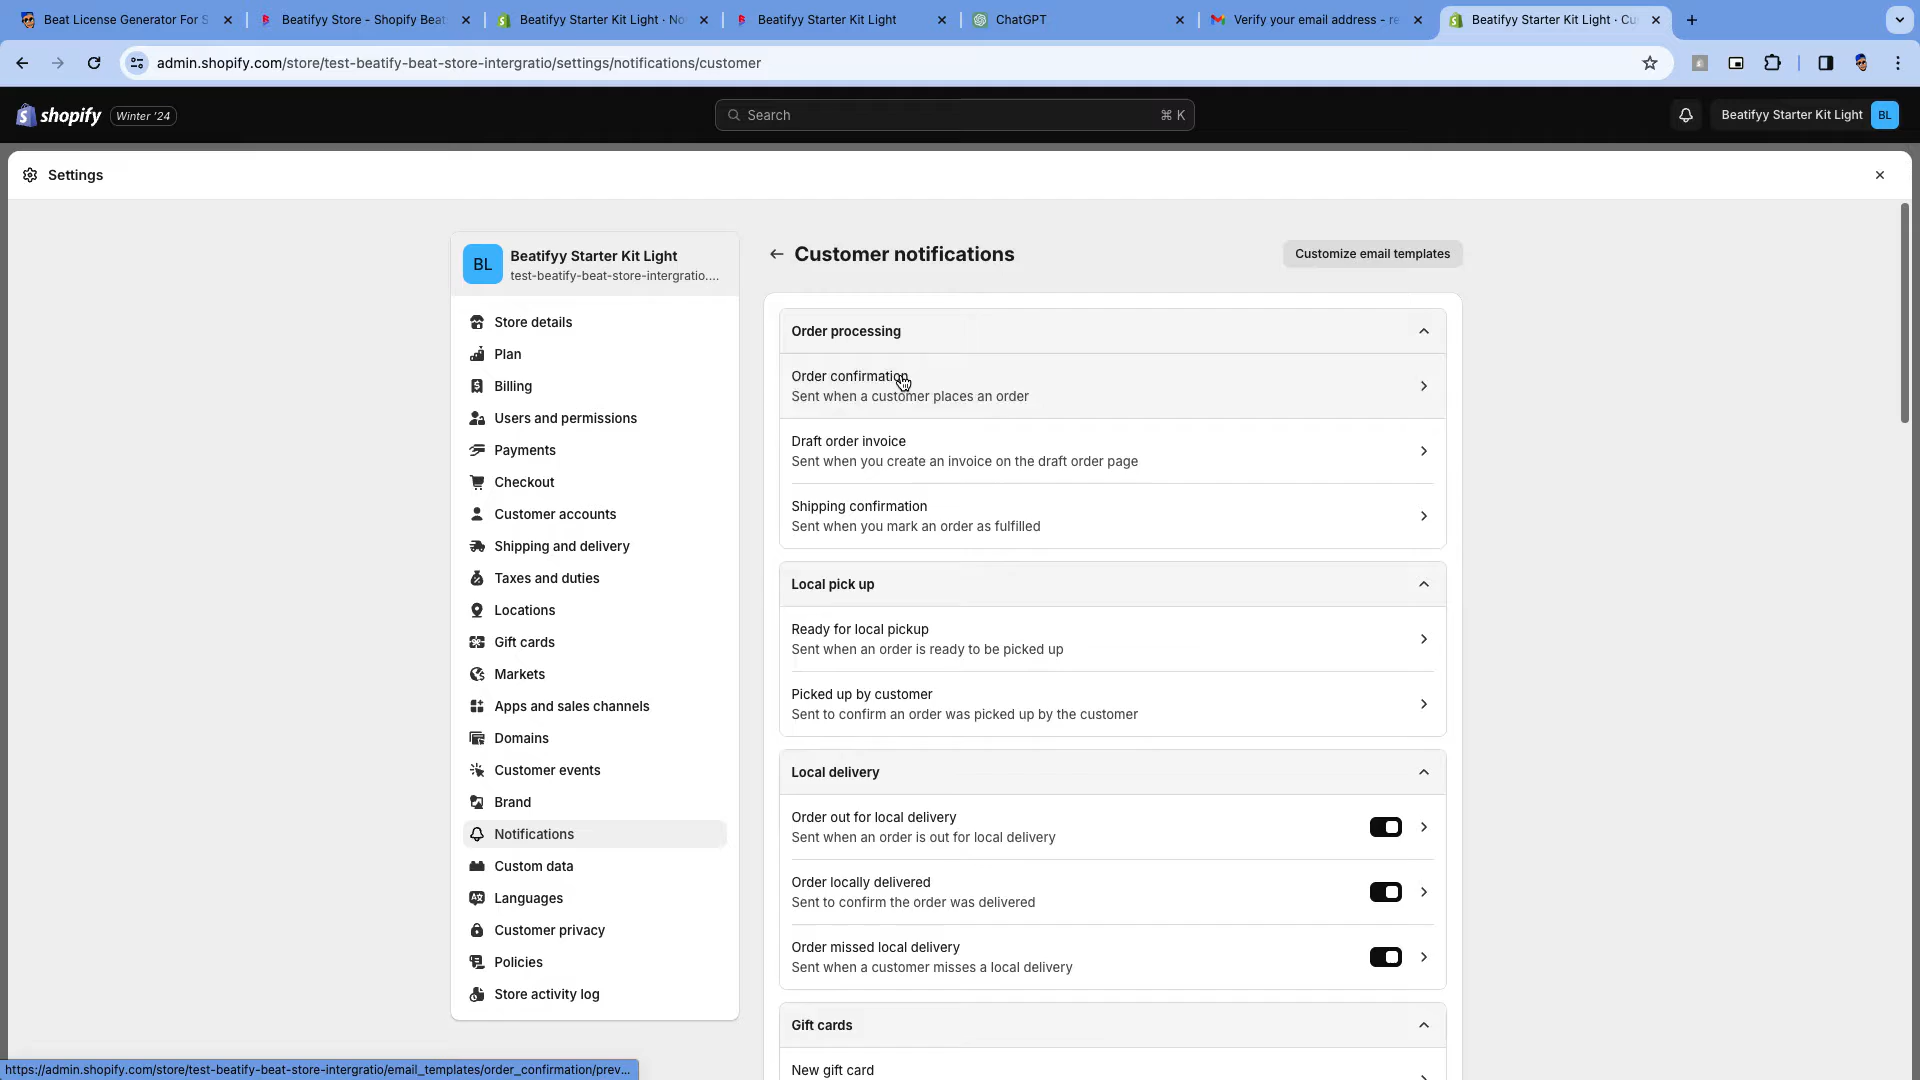 Beat License Generator For S
Beatifyy Store - Shopify Beat
Beatifyy Starter Kit Light · No
Beatifyy Starter Kit Light
ChatGPT
Verify your email address - re
Beatifyy Starter Kit Light · Cu
admin.shopify.com/store/test-beatify-beat-store-intergratio/settings/notifications/customer
shopify
Winter '24
Search
⌘ K
Beatifyy Starter Kit Light
BL
Settings
BL
Beatifyy Starter Kit Light
test-beatify-beat-store-intergratio....
Store details
Plan
Billing
Users and permissions
Payments
Checkout
Customer accounts
Shipping and delivery
Taxes and duties
Locations
Gift cards
Markets
Apps and sales channels
Domains
Customer events
Brand
Notifications
Custom data
Languages
Customer privacy
Policies
Store activity log
Customer notifications
Customize email templates
Order processing
Order confirmation
Sent when a customer places an order
Draft order invoice
Sent when you create an invoice on the draft order page
Shipping confirmation
Sent when you mark an order as fulfilled
Local pick up
Ready for local pickup
Sent when an order is ready to be picked up
Picked up by customer
Sent to confirm an order was picked up by the customer
Local delivery
Order out for local delivery
Sent when an order is out for local delivery
Order locally delivered
Sent to confirm the order was delivered
Order missed local delivery
Sent when a customer misses a local delivery
Gift cards
New gift card
https://admin.shopify.com/store/test-beatify-beat-store-intergratio/email_templates/order_confirmation/prev...